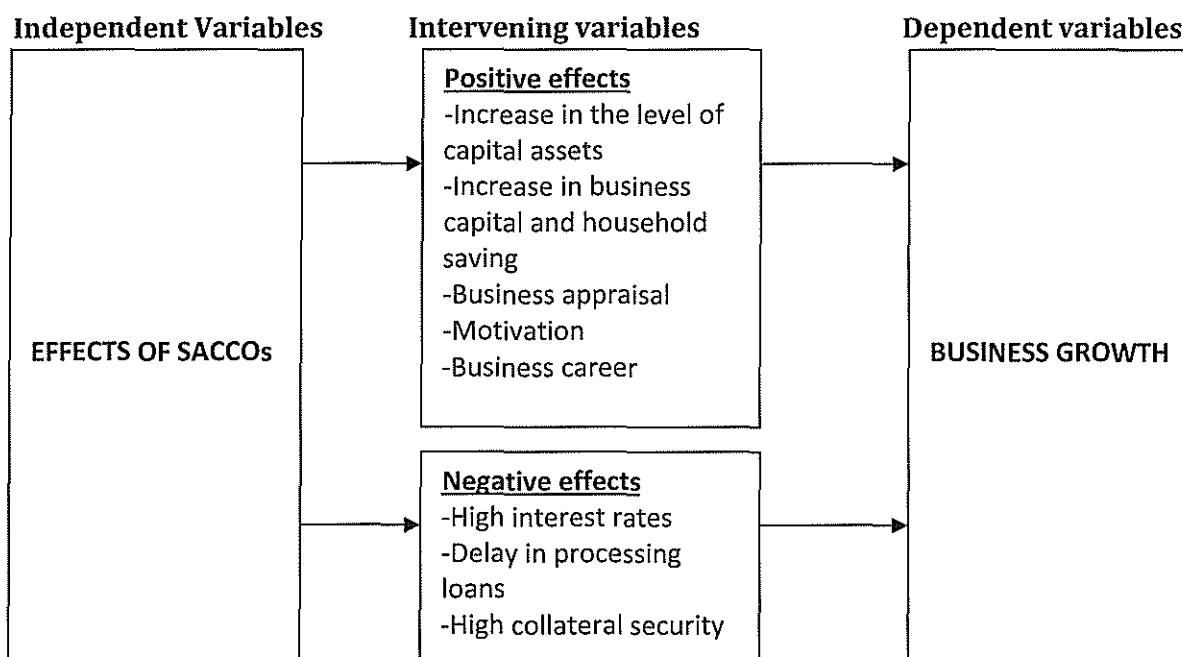 Independent Variables
Intervening variables
Dependent variables
EFFECTS OF SACCOs
Positive effects
-Increase in the level of
capital assets
-Increase in business
capital and household
saving
-Business appraisal
-Motivation
-Business career
Negative effects
-High interest rates
-Delay in processing
loans
-High collateral security
BUSINESS GROWTH